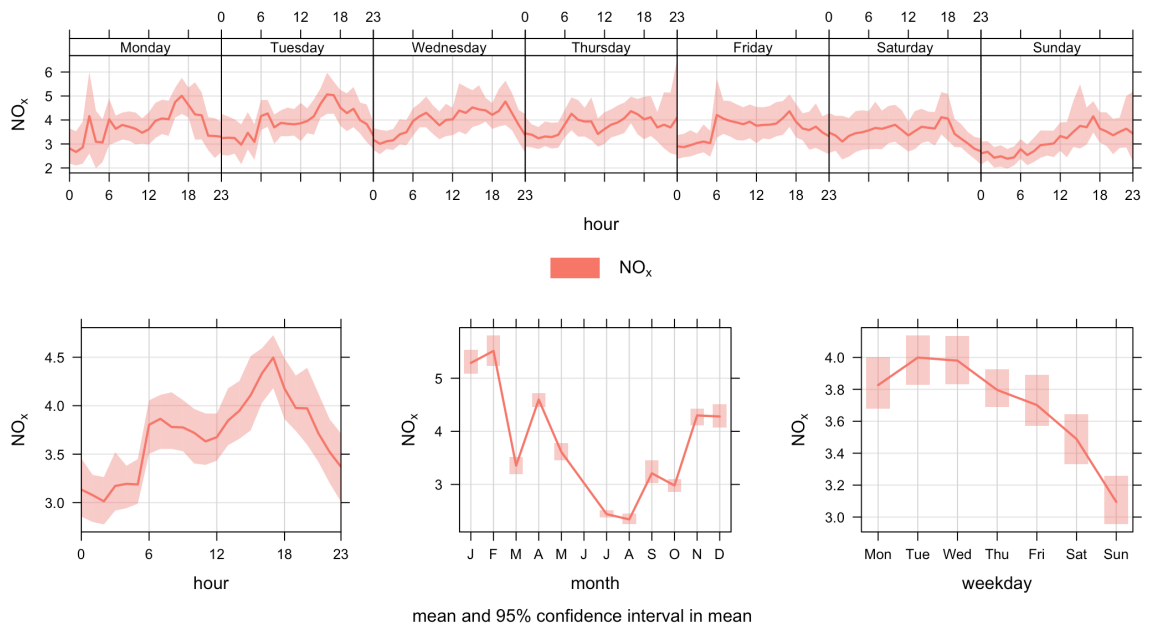 0 6 12 18 23 0 6 12 18 23 0 6 12 18 23
Monday Tuesday Wednesday Thursday Friday Saturday Sunday
NOx
6
5
4
3
2
0 6 12 18 23 0 6 12 18 23 0 6 12 18 23 0 6 12 18 23
hour
NOx
NOx
4.5
4.0
3.5
3.0
0 6 12 18 23
hour
NOx
5
4
3
J F M A M J J A S O N D
month
NOx
4.0
3.8
3.6
3.4
3.2
3.0
Mon Tue Wed Thu Fri Sat Sun
weekday
mean and 95% confidence interval in mean